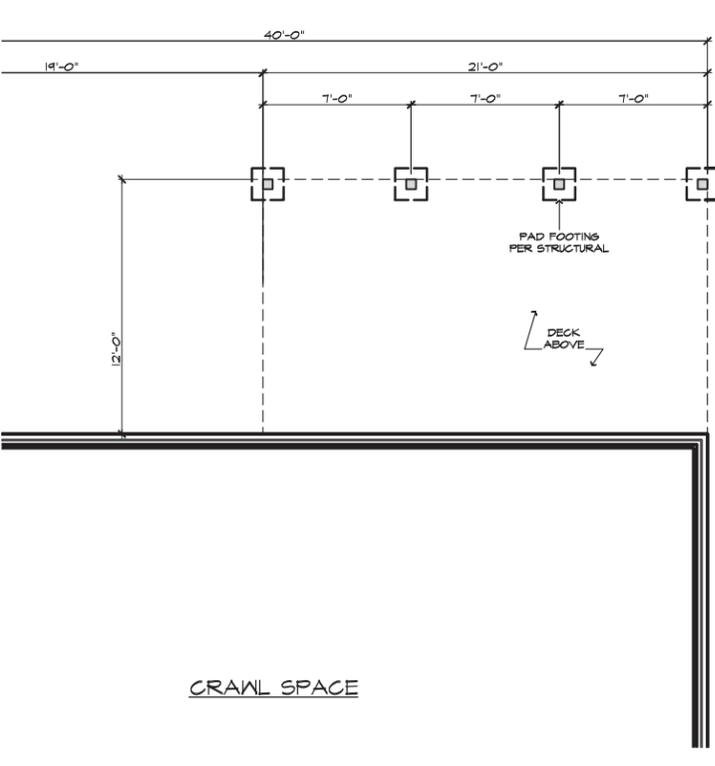 40'-0"
19'-0"
21'-0"
7'-0"
7'-0"
7'-0"
PAD FOOTING
PER STRUCTURAL
12'-0"
DECK
ABOVE
CRAWL SPACE